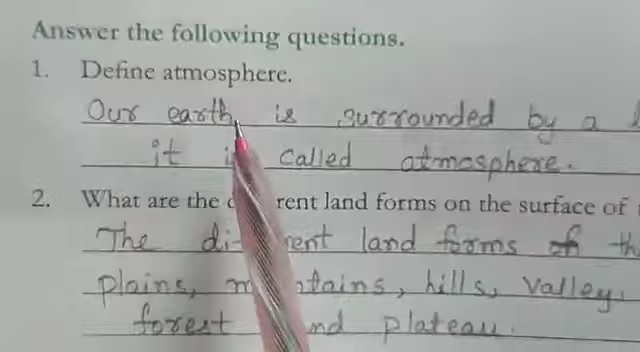 Answer the following questions.
1. Define atmosphere.
Our earth is surrounded by a
it called atmosphere.
2. What are the rent land forms on the surface of
The rent land forms of
plains, tains, hills, Valley,
forest nd plateau.